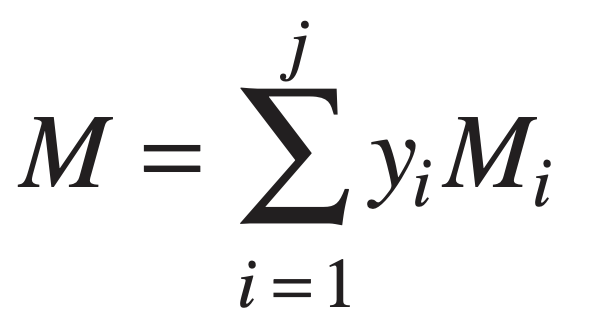 j
M = ∑ yᵢMᵢ
i = 1